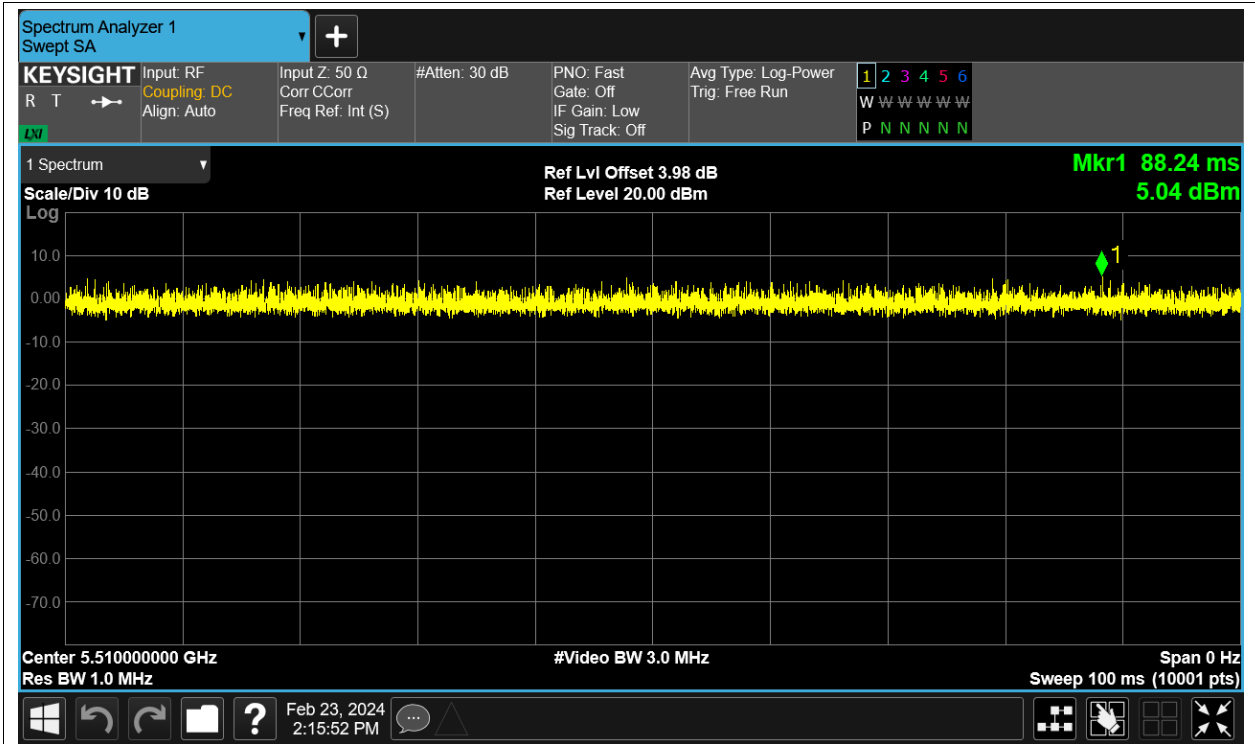 Spectrum Analyzer 1
Swept SA
KEYSIGHT
R T
LXI
Input: RF
Coupling: DC
Align: Auto
Input Z: 50 Ω
Corr CCorr
Freq Ref: Int (S)
#Atten: 30 dB
PNO: Fast
Gate: Off
IF Gain: Low
Sig Track: Off
Avg Type: Log-Power
Trig: Free Run
1 2 3 4 5 6
W W W W W W
P N N N N N
1 Spectrum
Scale/Div 10 dB
Ref Lvl Offset 3.98 dB
Ref Level 20.00 dBm
Mkr1 88.24 ms
5.04 dBm
Log
10.0
0.00
-10.0
-20.0
-30.0
-40.0
-50.0
-60.0
-70.0
1
Center 5.510000000 GHz
Res BW 1.0 MHz
#Video BW 3.0 MHz
Span 0 Hz
Sweep 100 ms (10001 pts)
?
Feb 23, 2024
2:15:52 PM